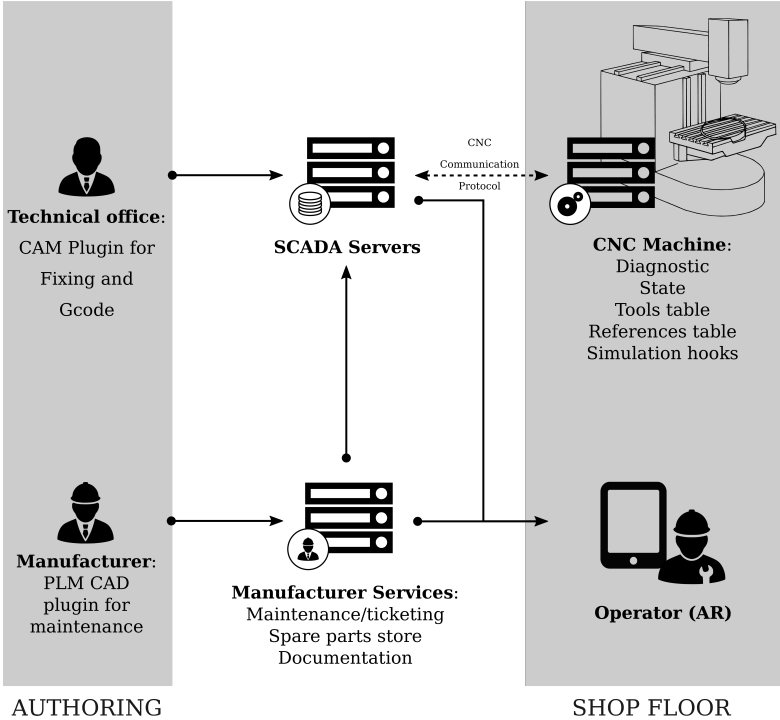 CNC
Communication
Protocol
Technical office:
CAM Plugin for
Fixing and
Gcode
SCADA Servers
CNC Machine:
Diagnostic
State
Tools table
References table
Simulation hooks
Manufacturer:
PLM CAD
plugin for
maintenance
Manufacturer Services:
Maintenance/ticketing
Spare parts store
Documentation
Operator (AR)
AUTHORING
SHOP FLOOR